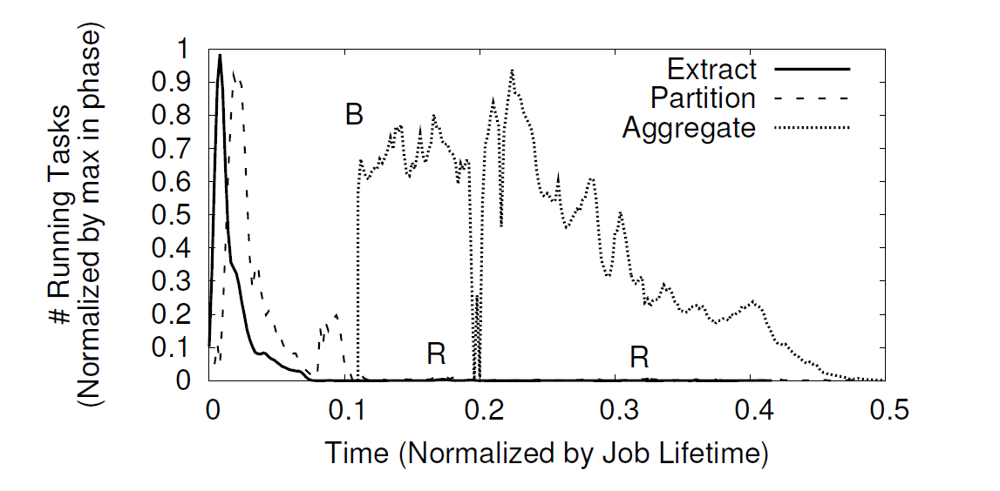 # Running Tasks
(Normalized by max in phase)
1
0.9
0.8
0.7
0.6
0.5
0.4
0.3
0.2
0.1
0
Extract
Partition
Aggregate
B
R
R
0
0.1
0.2
0.3
0.4
0.5
Time (Normalized by Job Lifetime)